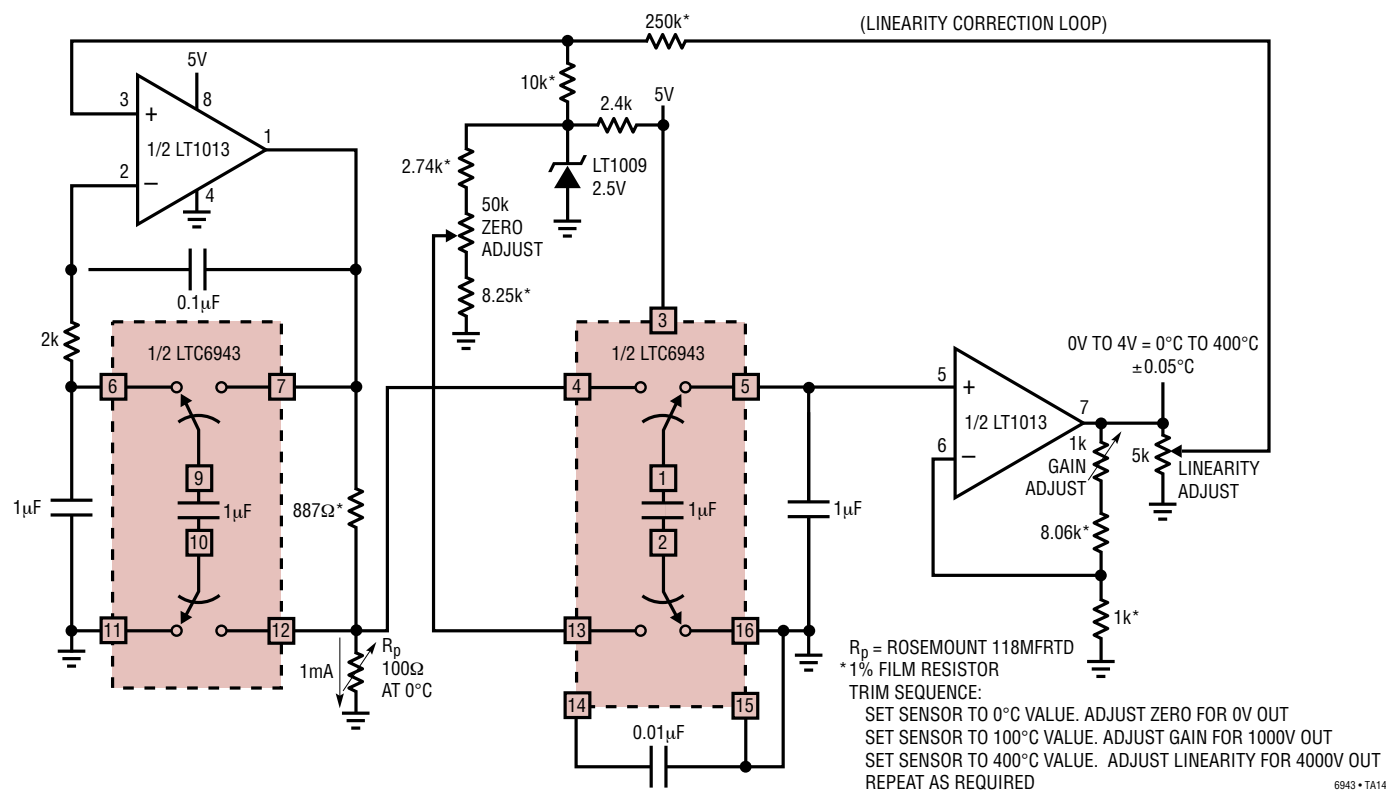 250k*
(LINEARITY CORRECTION LOOP)
5V
10k*
3
+
8
1/2 LT1013
1
2
−
4
2.4k
5V
2.74k*
LT1009
2.5V
50k
ZERO
ADJUST
8.25k*
0.1μF
2k
1/2 LTC6943
6
7
9
1μF
10
1μF
887Ω*
11
12
1mA
Rp
100Ω
AT 0°C
3
1/2 LTC6943
4
5
1
1μF
2
1μF
13
16
14
15
0.01μF
0V TO 4V = 0°C TO 400°C
±0.05°C
5
+
1/2 LT1013
7
6
−
1k
GAIN
ADJUST
5k
LINEARITY
ADJUST
8.06k*
1k*
Rp = ROSEMOUNT 118MFRTD
*1% FILM RESISTOR
TRIM SEQUENCE:
SET SENSOR TO 0°C VALUE. ADJUST ZERO FOR 0V OUT
SET SENSOR TO 100°C VALUE. ADJUST GAIN FOR 1000V OUT
SET SENSOR TO 400°C VALUE. ADJUST LINEARITY FOR 4000V OUT
REPEAT AS REQUIRED
6943 • TA14